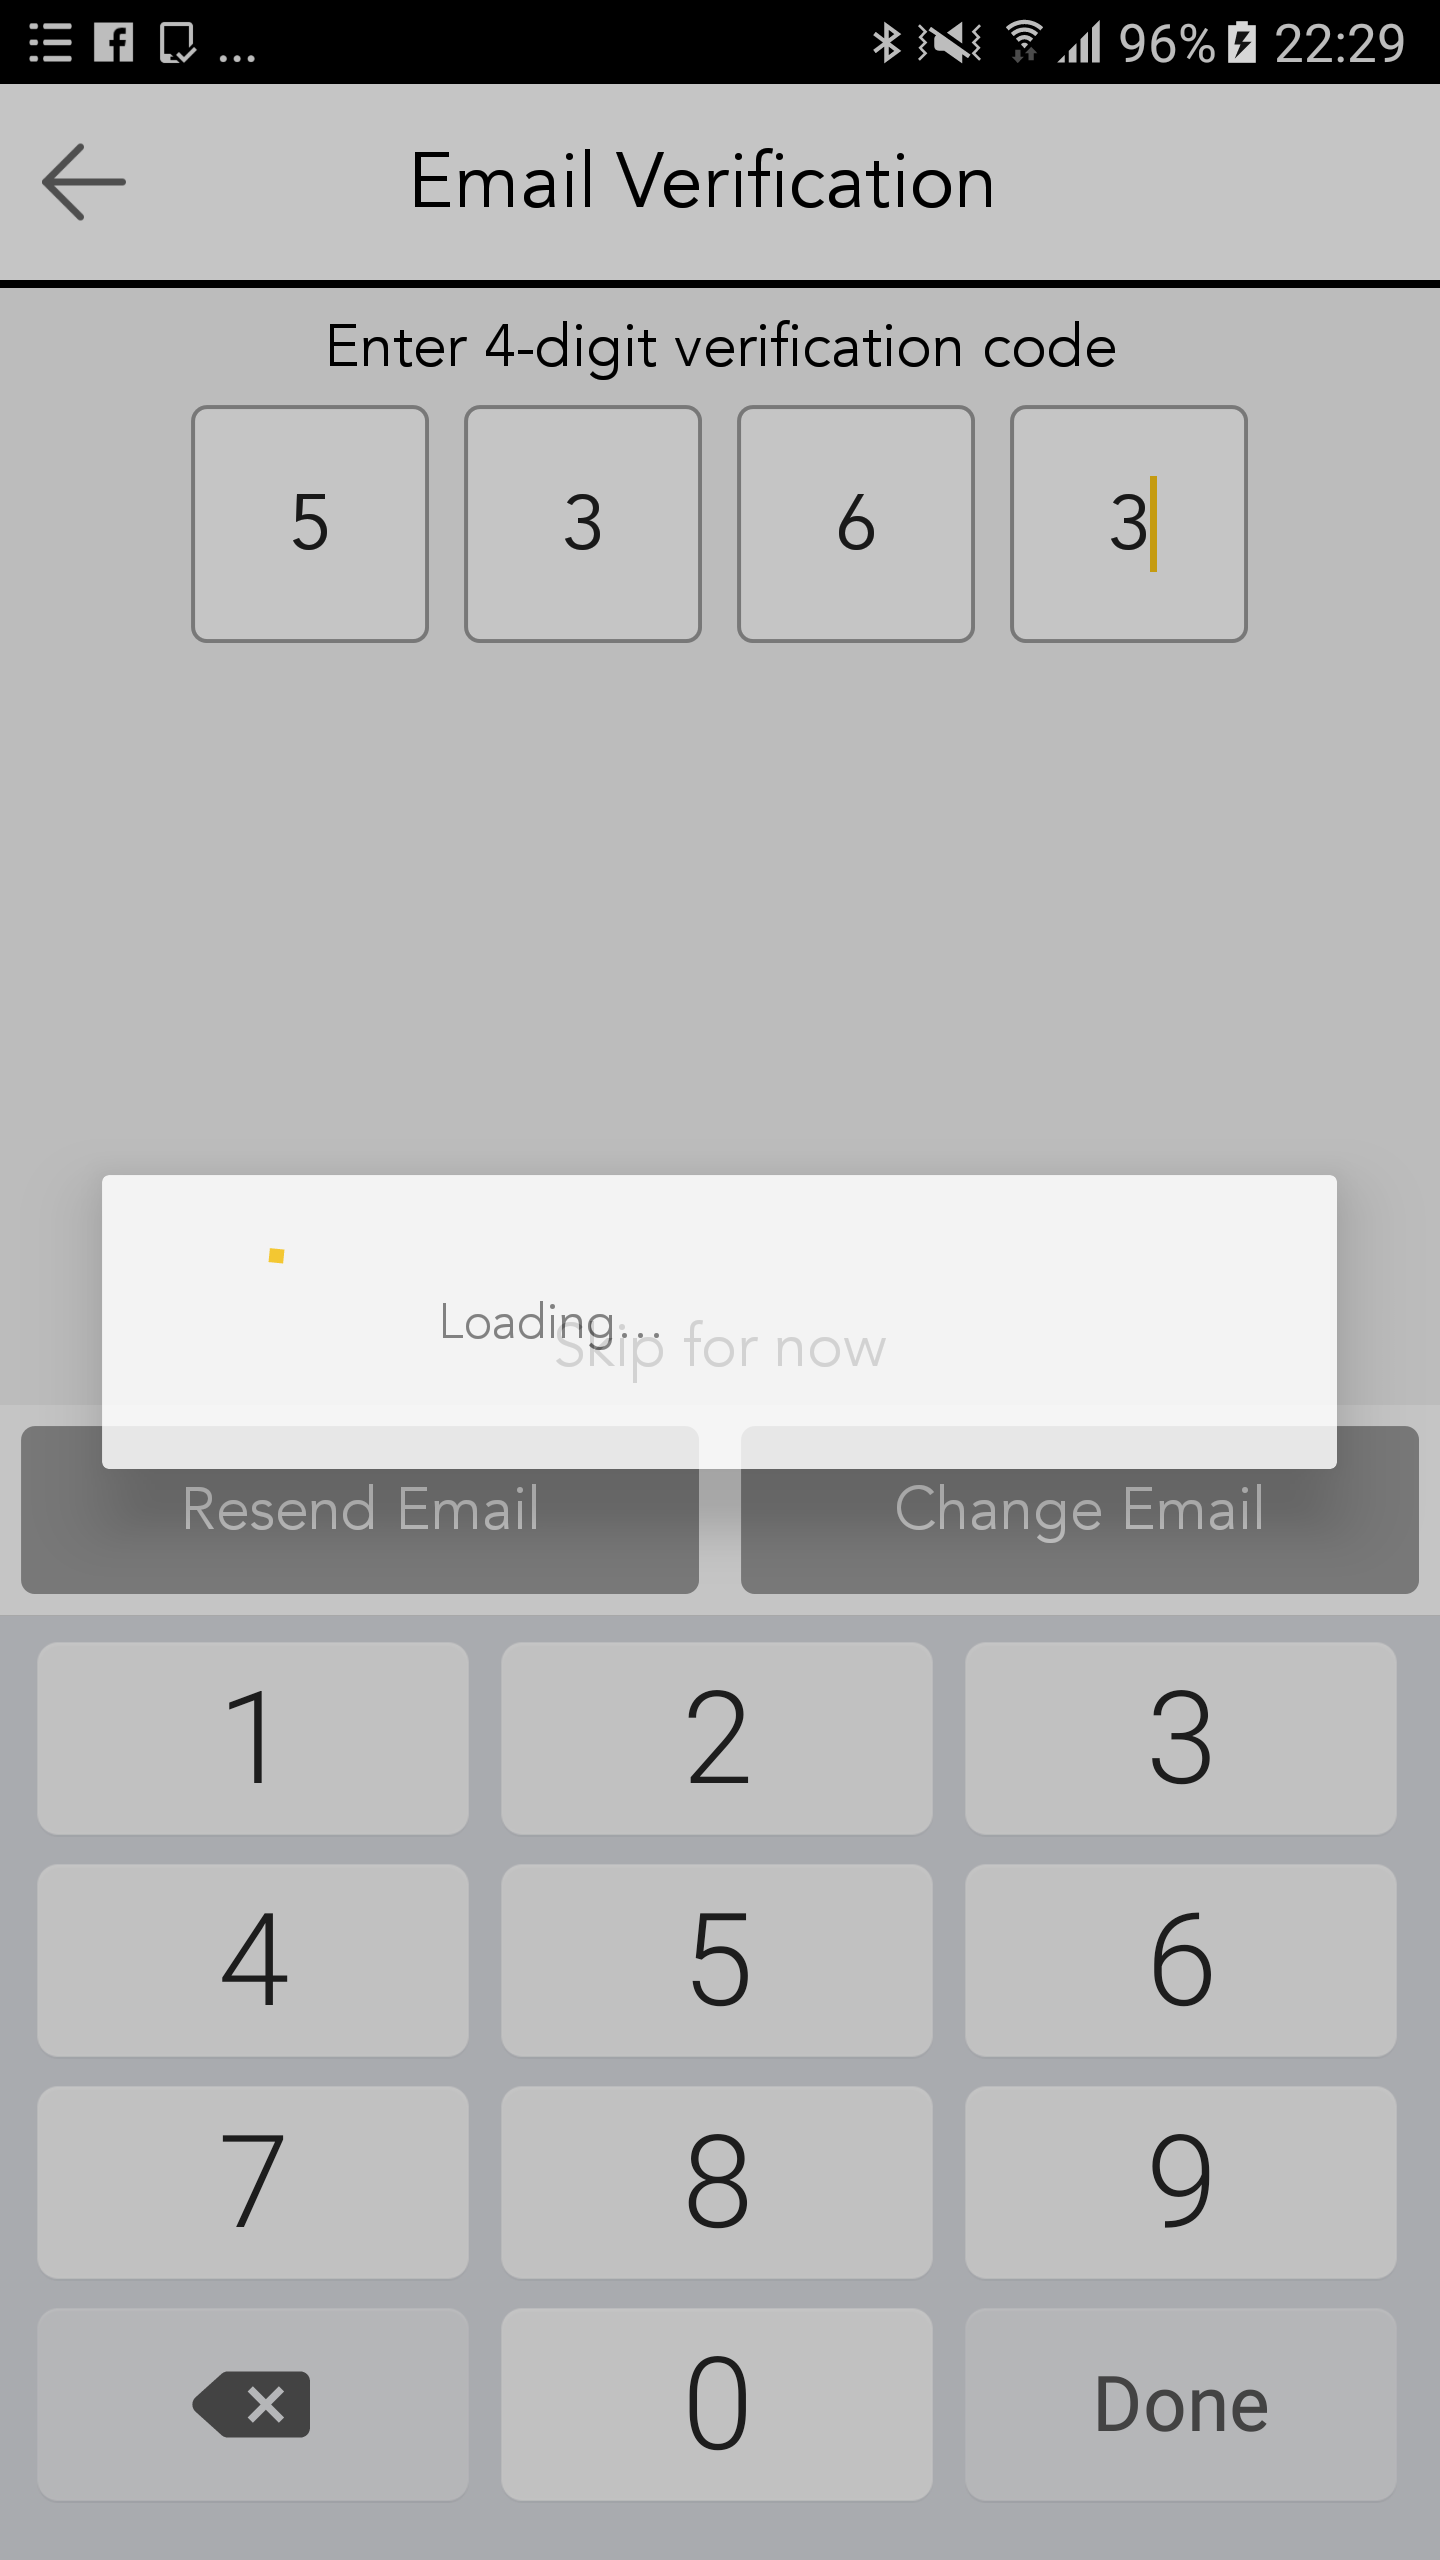 ... 96% 22:29
Email Verification
Enter 4-digit verification code
5 3 6 3
Loading...
Skip for now
Resend Email Change Email
1 2 3
4 5 6
7 8 9
0 Done